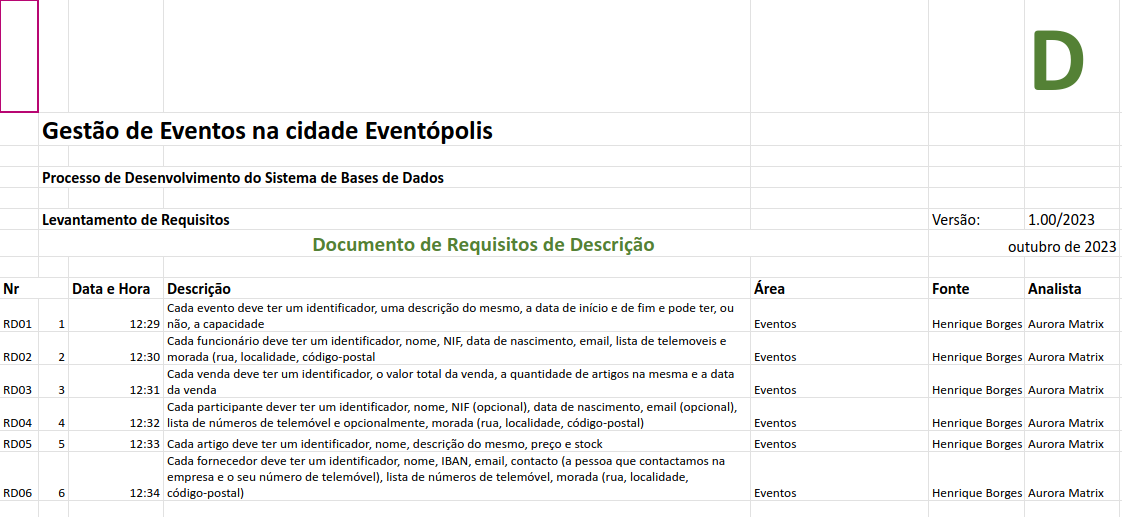 D
Gestão de Eventos na cidade Eventópolis
Processo de Desenvolvimento do Sistema de Bases de Dados
Levantamento de Requisitos Versão: 1.00/2023
Documento de Requisitos de Descrição outubro de 2023
Nr Data e Hora Descrição Área Fonte Analista
Cada evento deve ter um identificador, uma descrição do mesmo, a data de início e de fim e pode ter, ou
RD01 1 12:29 não, a capacidade Eventos Henrique Borges Aurora Matrix
Cada funcionário deve ter um identificador, nome, NIF, data de nascimento, email, lista de telemoveis e
RD02 2 12:30 morada (rua, localidade, código-postal Eventos Henrique Borges Aurora Matrix
Cada venda deve ter um identificador, o valor total da venda, a quantidade de artigos na mesma e a data
RD03 3 12:31 da venda Eventos Henrique Borges Aurora Matrix
Cada participante dever ter um identificador, nome, NIF (opcional), data de nascimento, email (opcional),
RD04 4 12:32 lista de números de telemóvel e opcionalmente, morada (rua, localidade, código-postal) Eventos Henrique Borges Aurora Matrix
RD05 5 12:33 Cada artigo deve ter um identificador, nome, descrição do mesmo, preço e stock Eventos Henrique Borges Aurora Matrix
Cada fornecedor deve ter um identificador, nome, IBAN, email, contacto (a pessoa que contactamos na
empresa e o seu número de telemóvel), lista de números de telemóvel, morada (rua, localidade,
RD06 6 12:34 código-postal) Eventos Henrique Borges Aurora Matrix